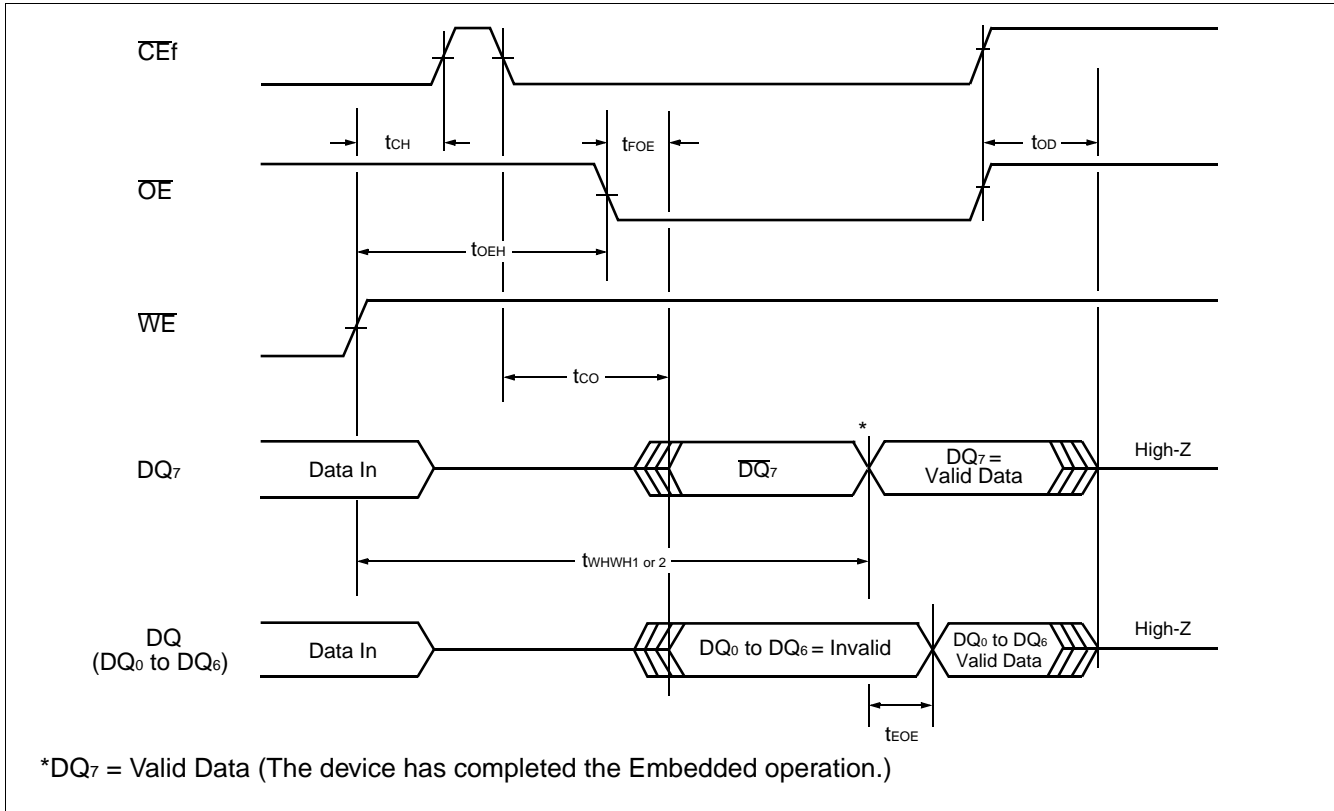 CEf
tCH
tFOE
tOD
OE
tOEH
WE
tCO
*
DQ7
Data In
DQ7
DQ7 =
Valid Data
High-Z
tWHWH1 or 2
DQ
(DQ0 to DQ6)
Data In
DQ0 to DQ6 = Invalid
DQ0 to DQ6
Valid Data
High-Z
tEOE
*DQ7 = Valid Data (The device has completed the Embedded operation.)